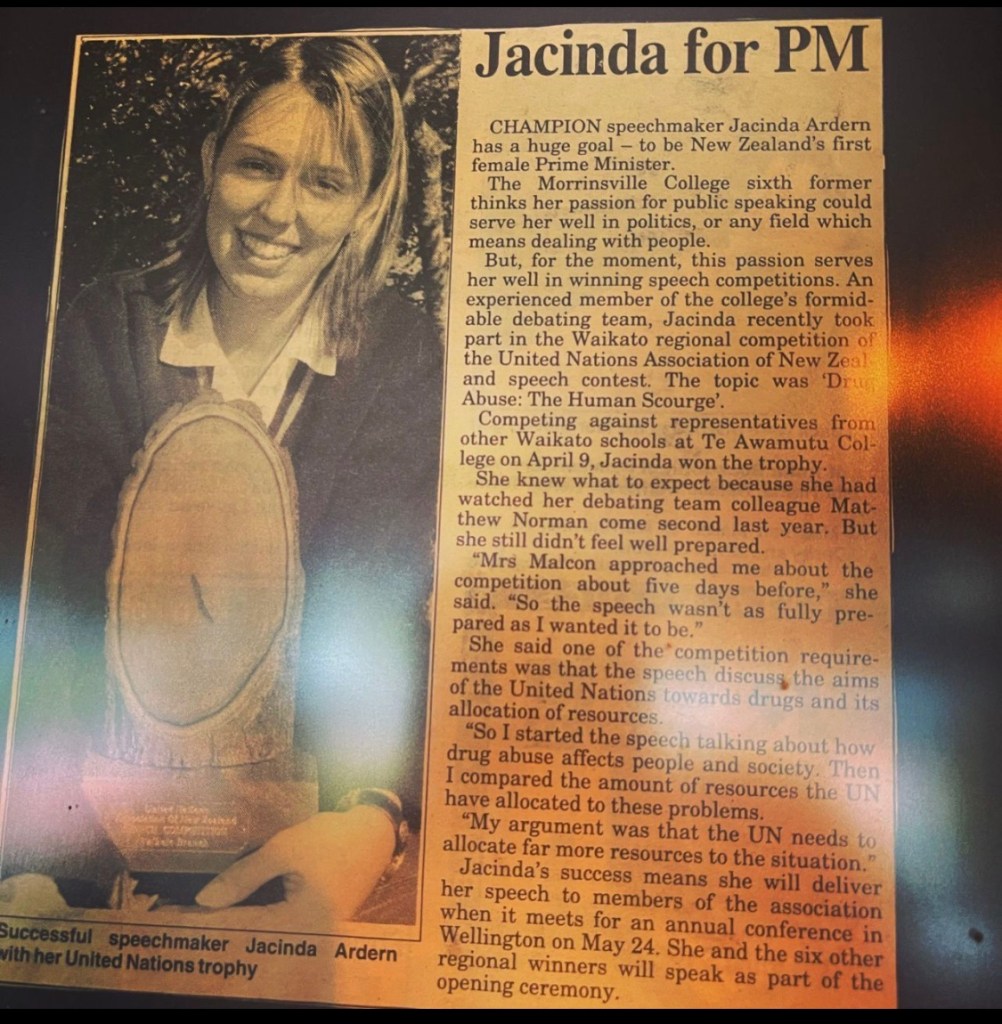 Jacinda for PM
CHAMPION speechmaker Jacinda Ardern
has a huge goal – to be New Zealand's first
female Prime Minister.
The Morrinsville College sixth former
thinks her passion for public speaking could
serve her well in politics, or any field which
means dealing with people.
But, for the moment, this passion serves
her well in winning speech competitions. An
experienced member of the college's formid-
able debating team, Jacinda recently took
part in the Waikato regional competition of
the United Nations Association of New Zeal
and speech contest. The topic was 'Drug
Abuse: The Human Scourge'.
Competing against representatives from
other Waikato schools at Te Awamutu Col-
lege on April 9, Jacinda won the trophy.
She knew what to expect because she had
watched her debating team colleague Mat-
thew Norman come second last year. But
she still didn't feel well prepared.
"Mrs Malcon approached me about the
competition about five days before," she
said. "So the speech wasn't as fully pre-
pared as I wanted it to be."
She said one of the competition require-
ments was that the speech discuss the aims
of the United Nations towards drugs and its
allocation of resources.
"So I started the speech talking about how
drug abuse affects people and society. Then
I compared the amount of resources the UN
have allocated to these problems.
"My argument was that the UN needs to
allocate far more resources to the situation."
Jacinda's success means she will deliver
her speech to members of the association
when it meets for an annual conference in
Wellington on May 24. She and the six other
regional winners will speak as part of the
opening ceremony.
United Nations
Association Of New Zealand
SPEECH COMPETITION
Waikato Branch
Successful speechmaker Jacinda Ardern
with her United Nations trophy